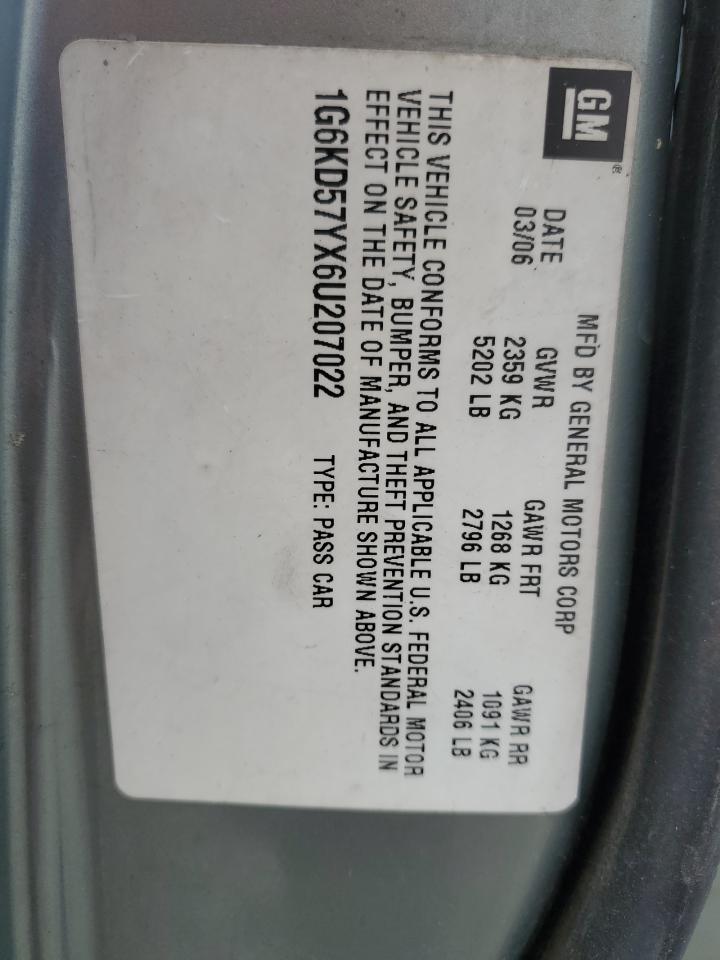 GM®
MFD BY GENERAL MOTORS CORP
DATE GVWR GAWR FRT GAWR RR
03/06 2359 KG 1268 KG 1091 KG
5202 LB 2796 LB 2406 LB
THIS VEHICLE CONFORMS TO ALL APPLICABLE U.S. FEDERAL MOTOR
VEHICLE SAFETY, BUMPER, AND THEFT PREVENTION STANDARDS IN
EFFECT ON THE DATE OF MANUFACTURE SHOWN ABOVE.
1G6KD57YX6U207022 TYPE: PASS CAR